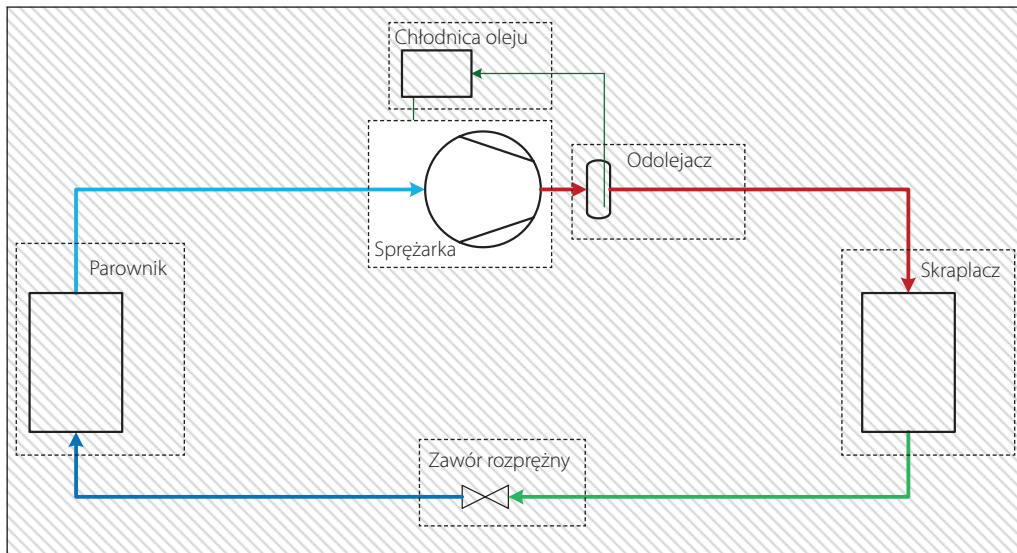 Chłodnica oleju
Odolejacz
Sprężarka
Parownik
Skraplacz
Zawór rozprężny